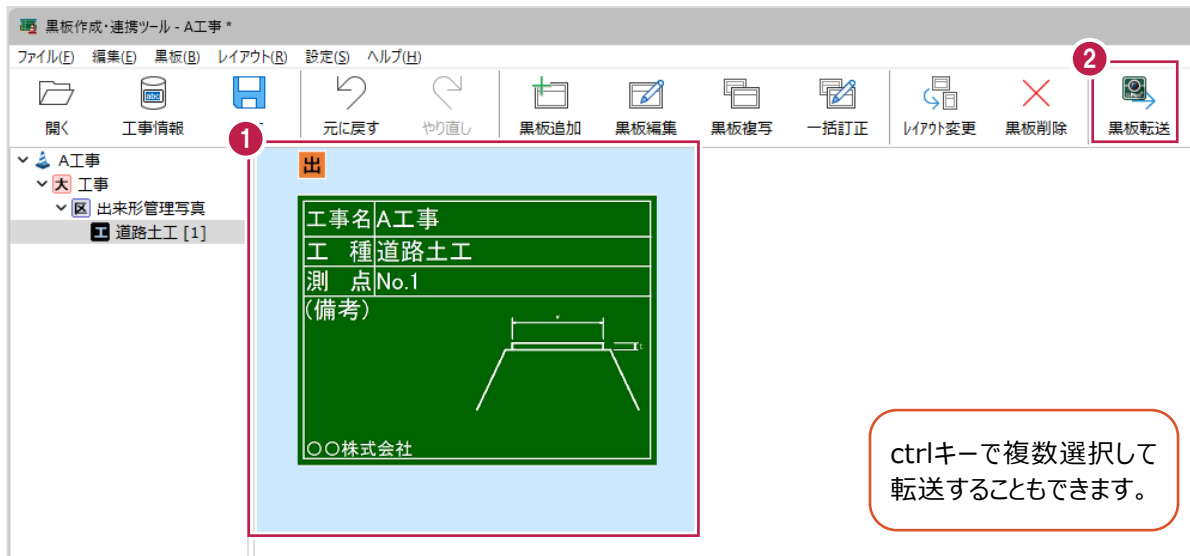 黒板作成・連携ツール - A工事 *
ファイル(F) 編集(E) 黒板(B) レイアウト(R) 設定(S) ヘルプ(H)
2
開く 工事情報 元に戻す やり直し 黒板追加 黒板編集 黒板複写 一括訂正 レイアウト変更 黒板削除 黒板転送
1
A工事
大 工事
区 出来形管理写真
工 道路土工 [1]
出
工事名 A工事
工 種 道路土工
測 点 No.1
(備考)
〇〇株式会社
ctrlキーで複数選択して
転送することもできます。